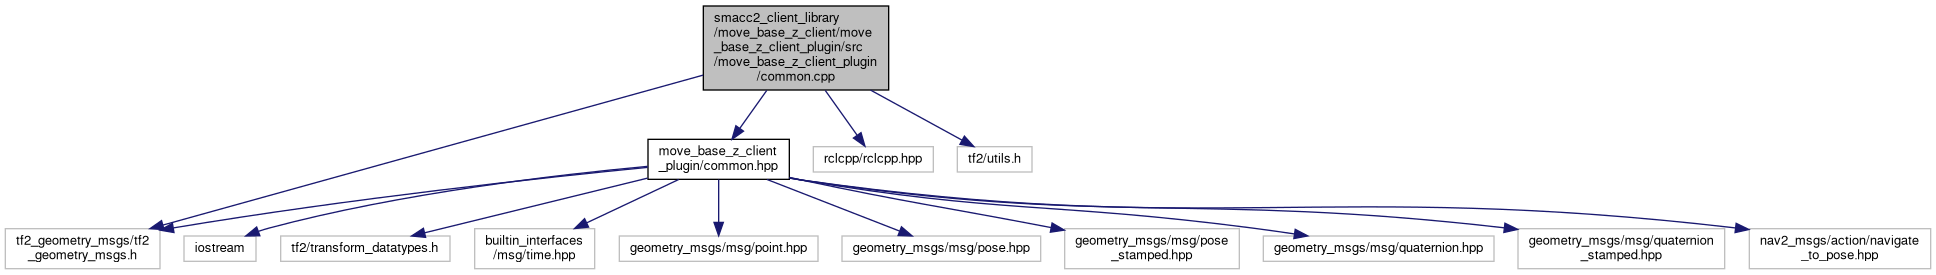 smacc2_client_library
/move_base_z_client/move
_base_z_client_plugin/src
/move_base_z_client_plugin
/common.cpp
move_base_z_client
_plugin/common.hpp
rclcpp/rclcpp.hpp
tf2/utils.h
tf2_geometry_msgs/tf2
_geometry_msgs.h
iostream
tf2/transform_datatypes.h
builtin_interfaces
/msg/time.hpp
geometry_msgs/msg/point.hpp
geometry_msgs/msg/pose.hpp
geometry_msgs/msg/pose
_stamped.hpp
geometry_msgs/msg/quaternion.hpp
geometry_msgs/msg/quaternion
_stamped.hpp
nav2_msgs/action/navigate
_to_pose.hpp